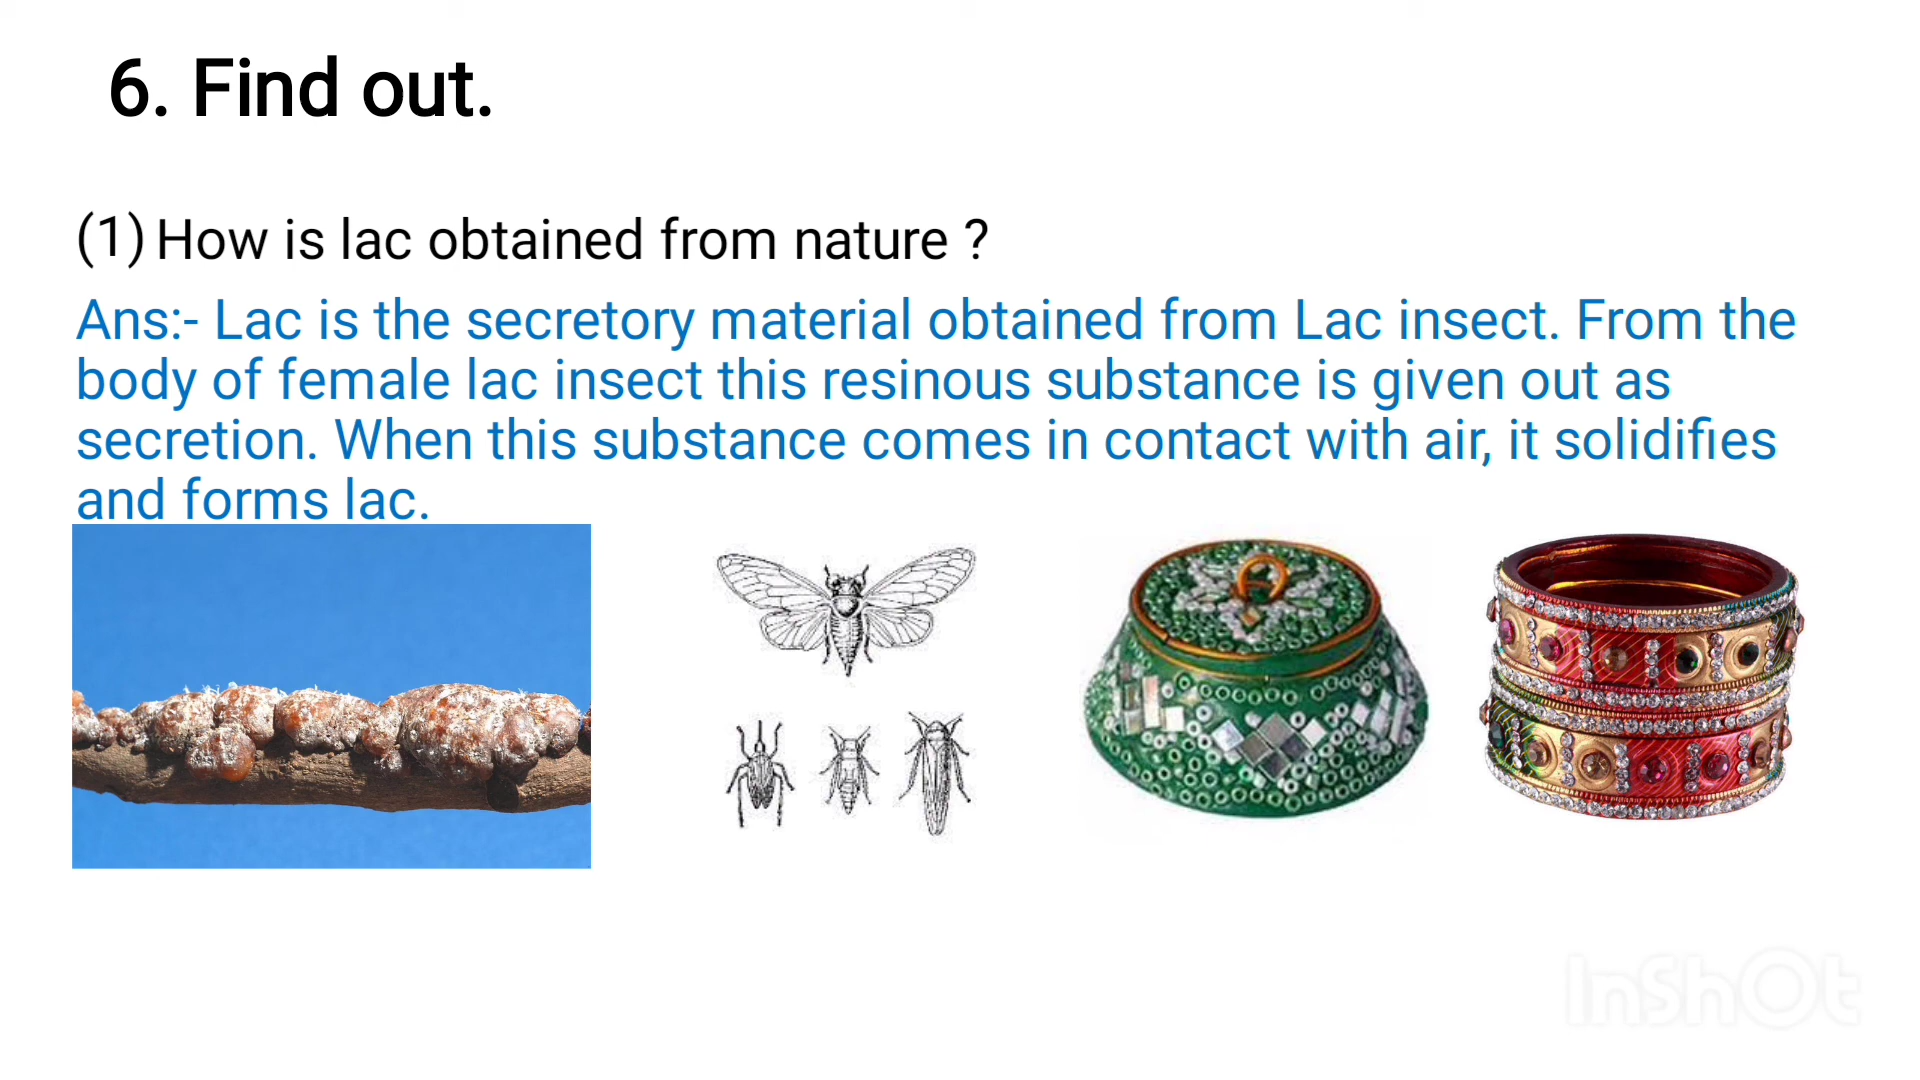 6. Find out.
(1) How is lac obtained from nature ?
Ans:- Lac is the secretory material obtained from Lac insect. From the
body of female lac insect this resinous substance is given out as
secretion. When this substance comes in contact with air, it solidifies
and forms lac.
InShOt